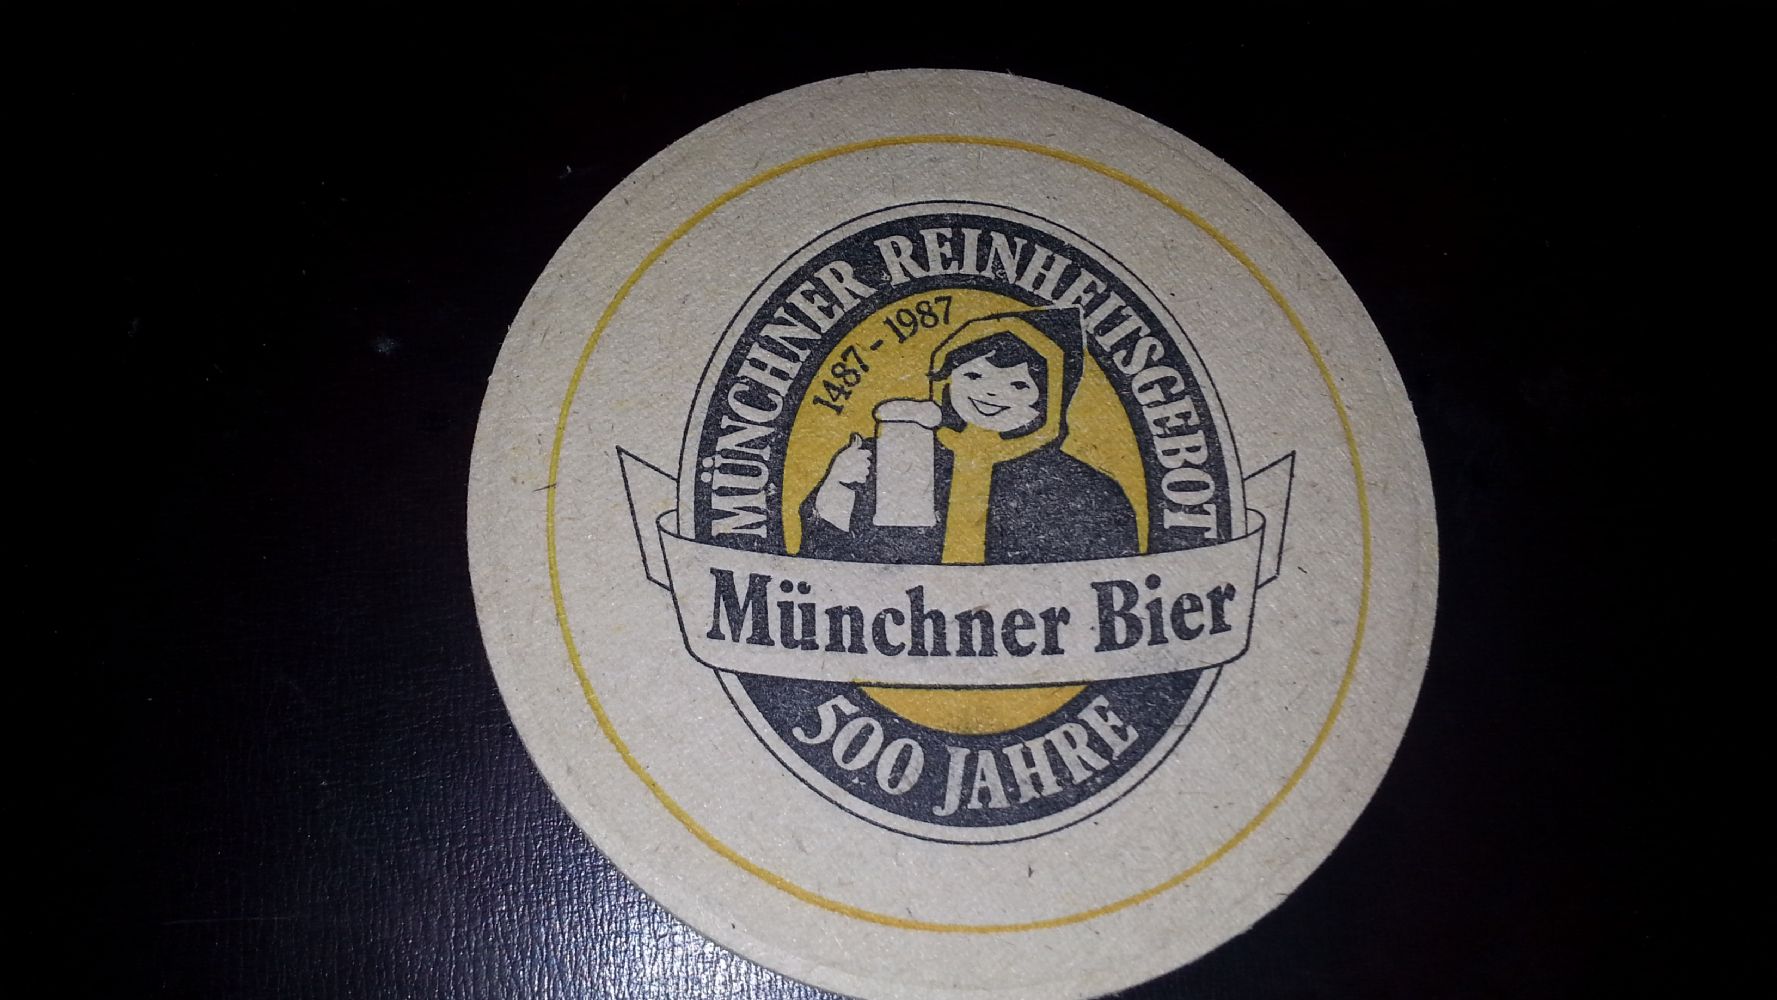 MÜNCHNER REINHEITSGEBOT
1487-1987
Münchner Bier
500 JAHRE